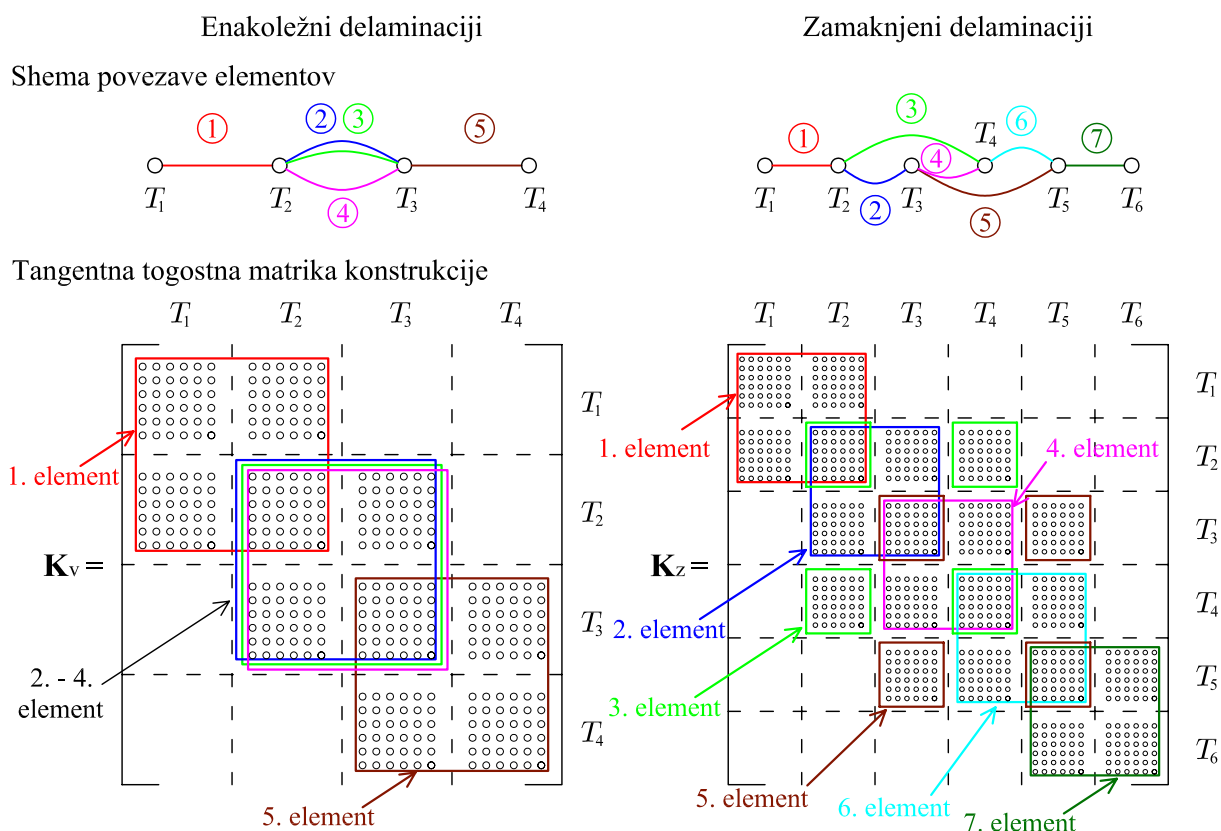 Enakoležni delaminaciji
Zamaknjeni delaminaciji
Shema povezave elementov
1 2 3 4 5
T1 T2 T3 T4
1 2 3 4 5 6 7
T1 T2 T3 T4 T5 T6
Tangentna togostna matrika konstrukcije
T1 T2 T3 T4
T1
T2
T3
T4
Kv =
1. element
2. - 4.
element
5. element
T1 T2 T3 T4 T5 T6
T1
T2
T3
T4
T5
T6
Kz =
1. element
4. element
2. element
3. element
5. element
6. element
7. element